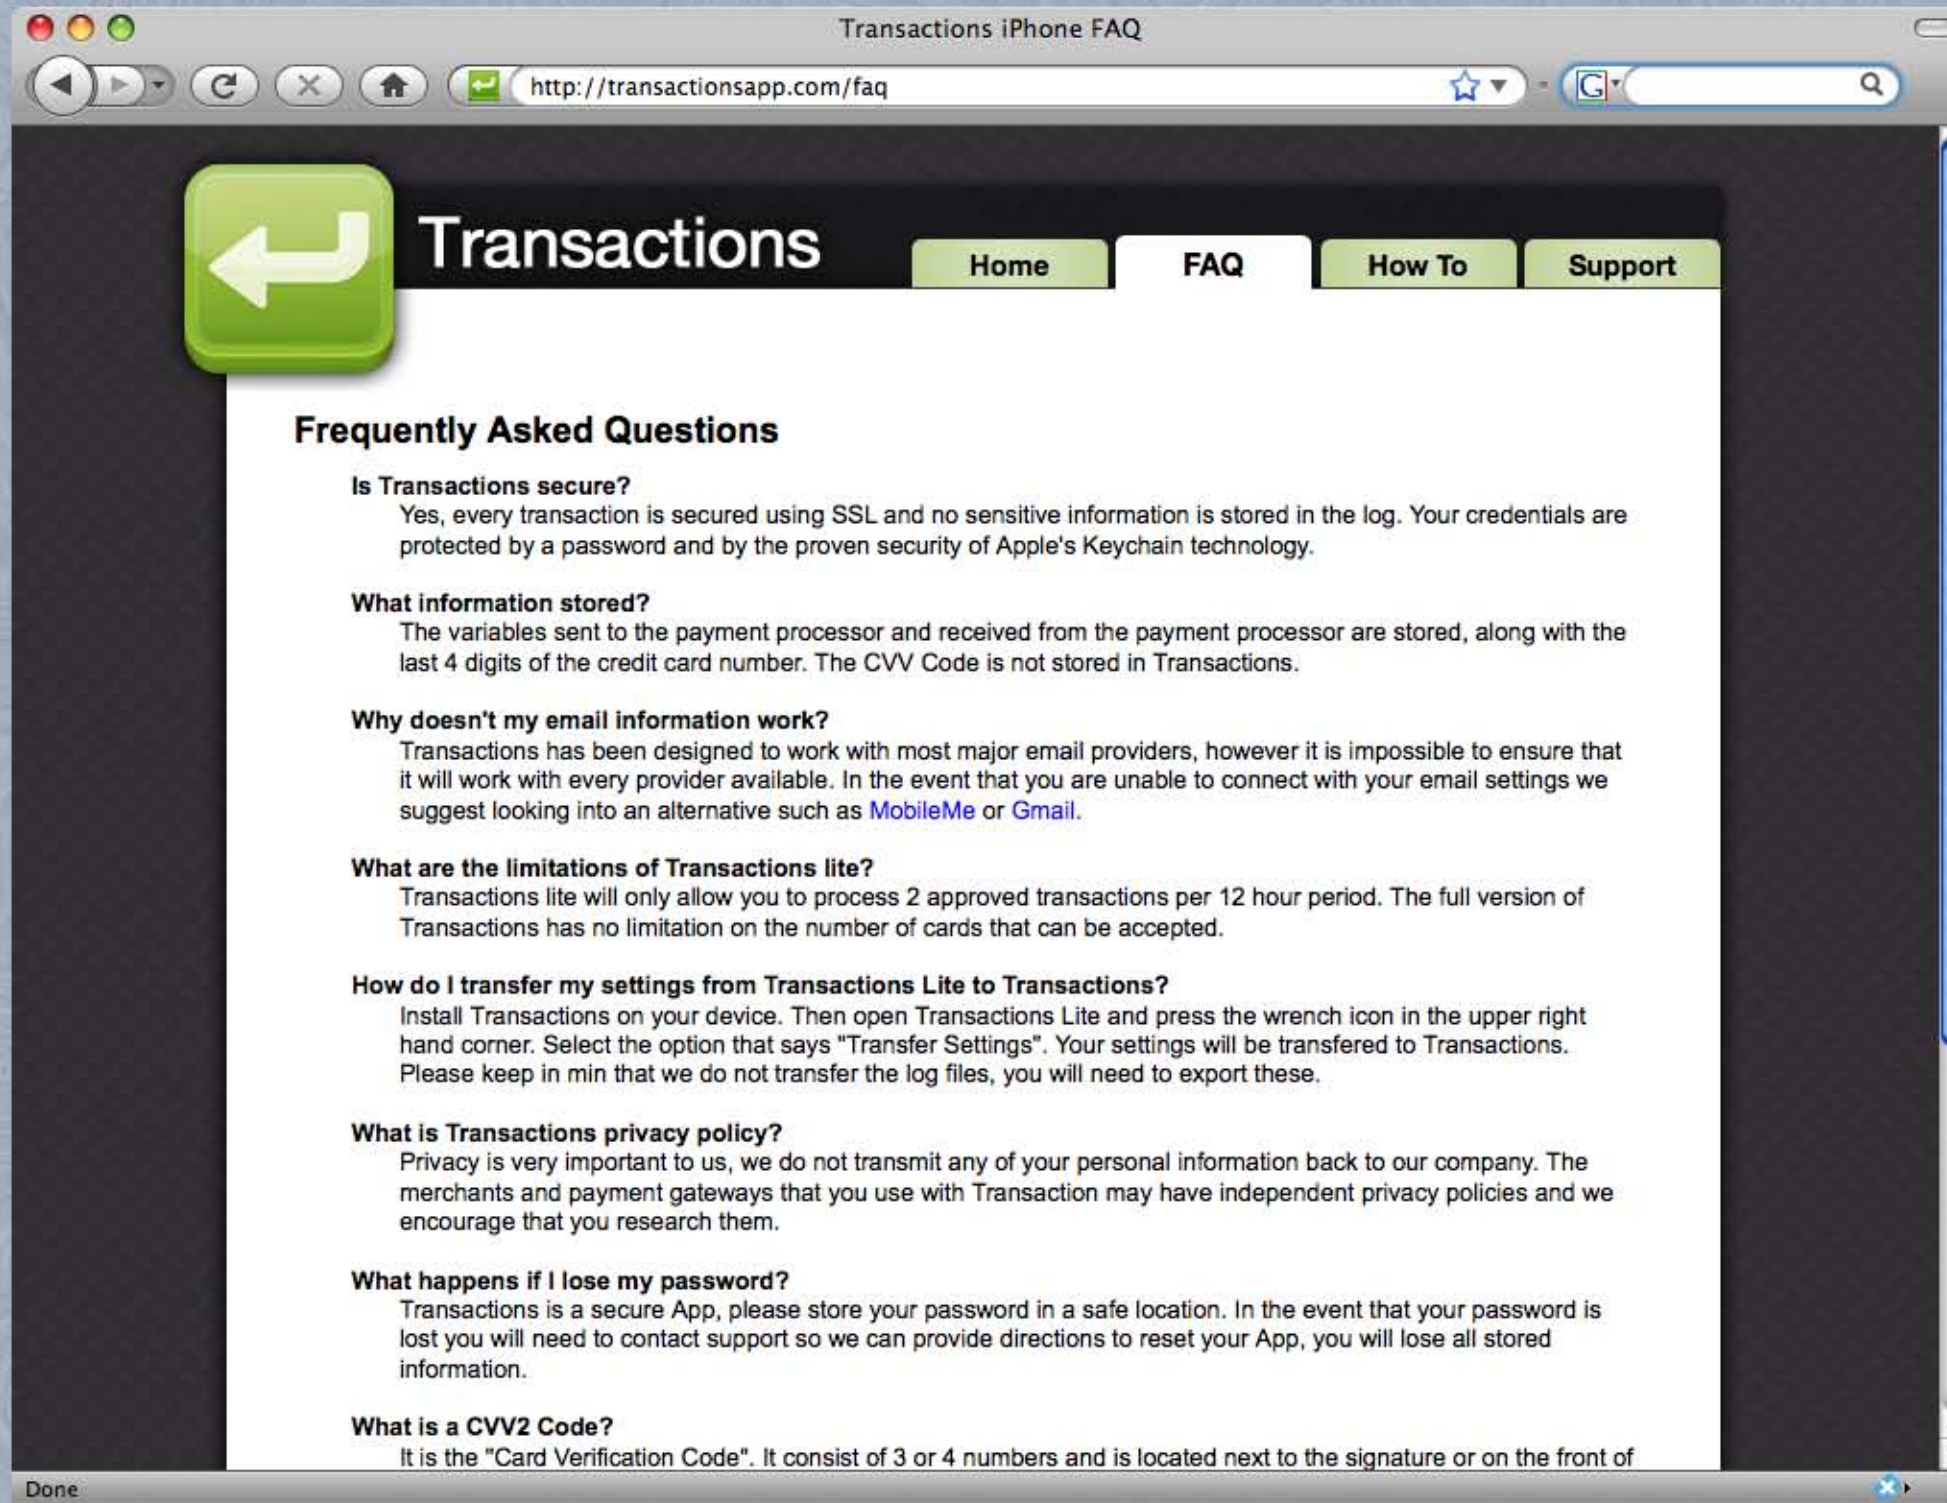 Transactions iPhone FAQ
http://transactionsapp.com/faq
G
Transactions
Home
FAQ
How To
Support
Frequently Asked Questions
Is Transactions secure?
Yes, every transaction is secured using SSL and no sensitive information is stored in the log. Your credentials are
protected by a password and by the proven security of Apple's Keychain technology.
What information stored?
The variables sent to the payment processor and received from the payment processor are stored, along with the
last 4 digits of the credit card number. The CVV Code is not stored in Transactions.
Why doesn't my email information work?
Transactions has been designed to work with most major email providers, however it is impossible to ensure that
it will work with every provider available. In the event that you are unable to connect with your email settings we
suggest looking into an alternative such as MobileMe or Gmail.
What are the limitations of Transactions lite?
Transactions lite will only allow you to process 2 approved transactions per 12 hour period. The full version of
Transactions has no limitation on the number of cards that can be accepted.
How do I transfer my settings from Transactions Lite to Transactions?
Install Transactions on your device. Then open Transactions Lite and press the wrench icon in the upper right
hand corner. Select the option that says "Transfer Settings". Your settings will be transfered to Transactions.
Please keep in min that we do not transfer the log files, you will need to export these.
What is Transactions privacy policy?
Privacy is very important to us, we do not transmit any of your personal information back to our company. The
merchants and payment gateways that you use with Transaction may have independent privacy policies and we
encourage that you research them.
What happens if I lose my password?
Transactions is a secure App, please store your password in a safe location. In the event that your password is
lost you will need to contact support so we can provide directions to reset your App, you will lose all stored
information.
What is a CVV2 Code?
It is the "Card Verification Code". It consist of 3 or 4 numbers and is located next to the signature or on the front of
Done